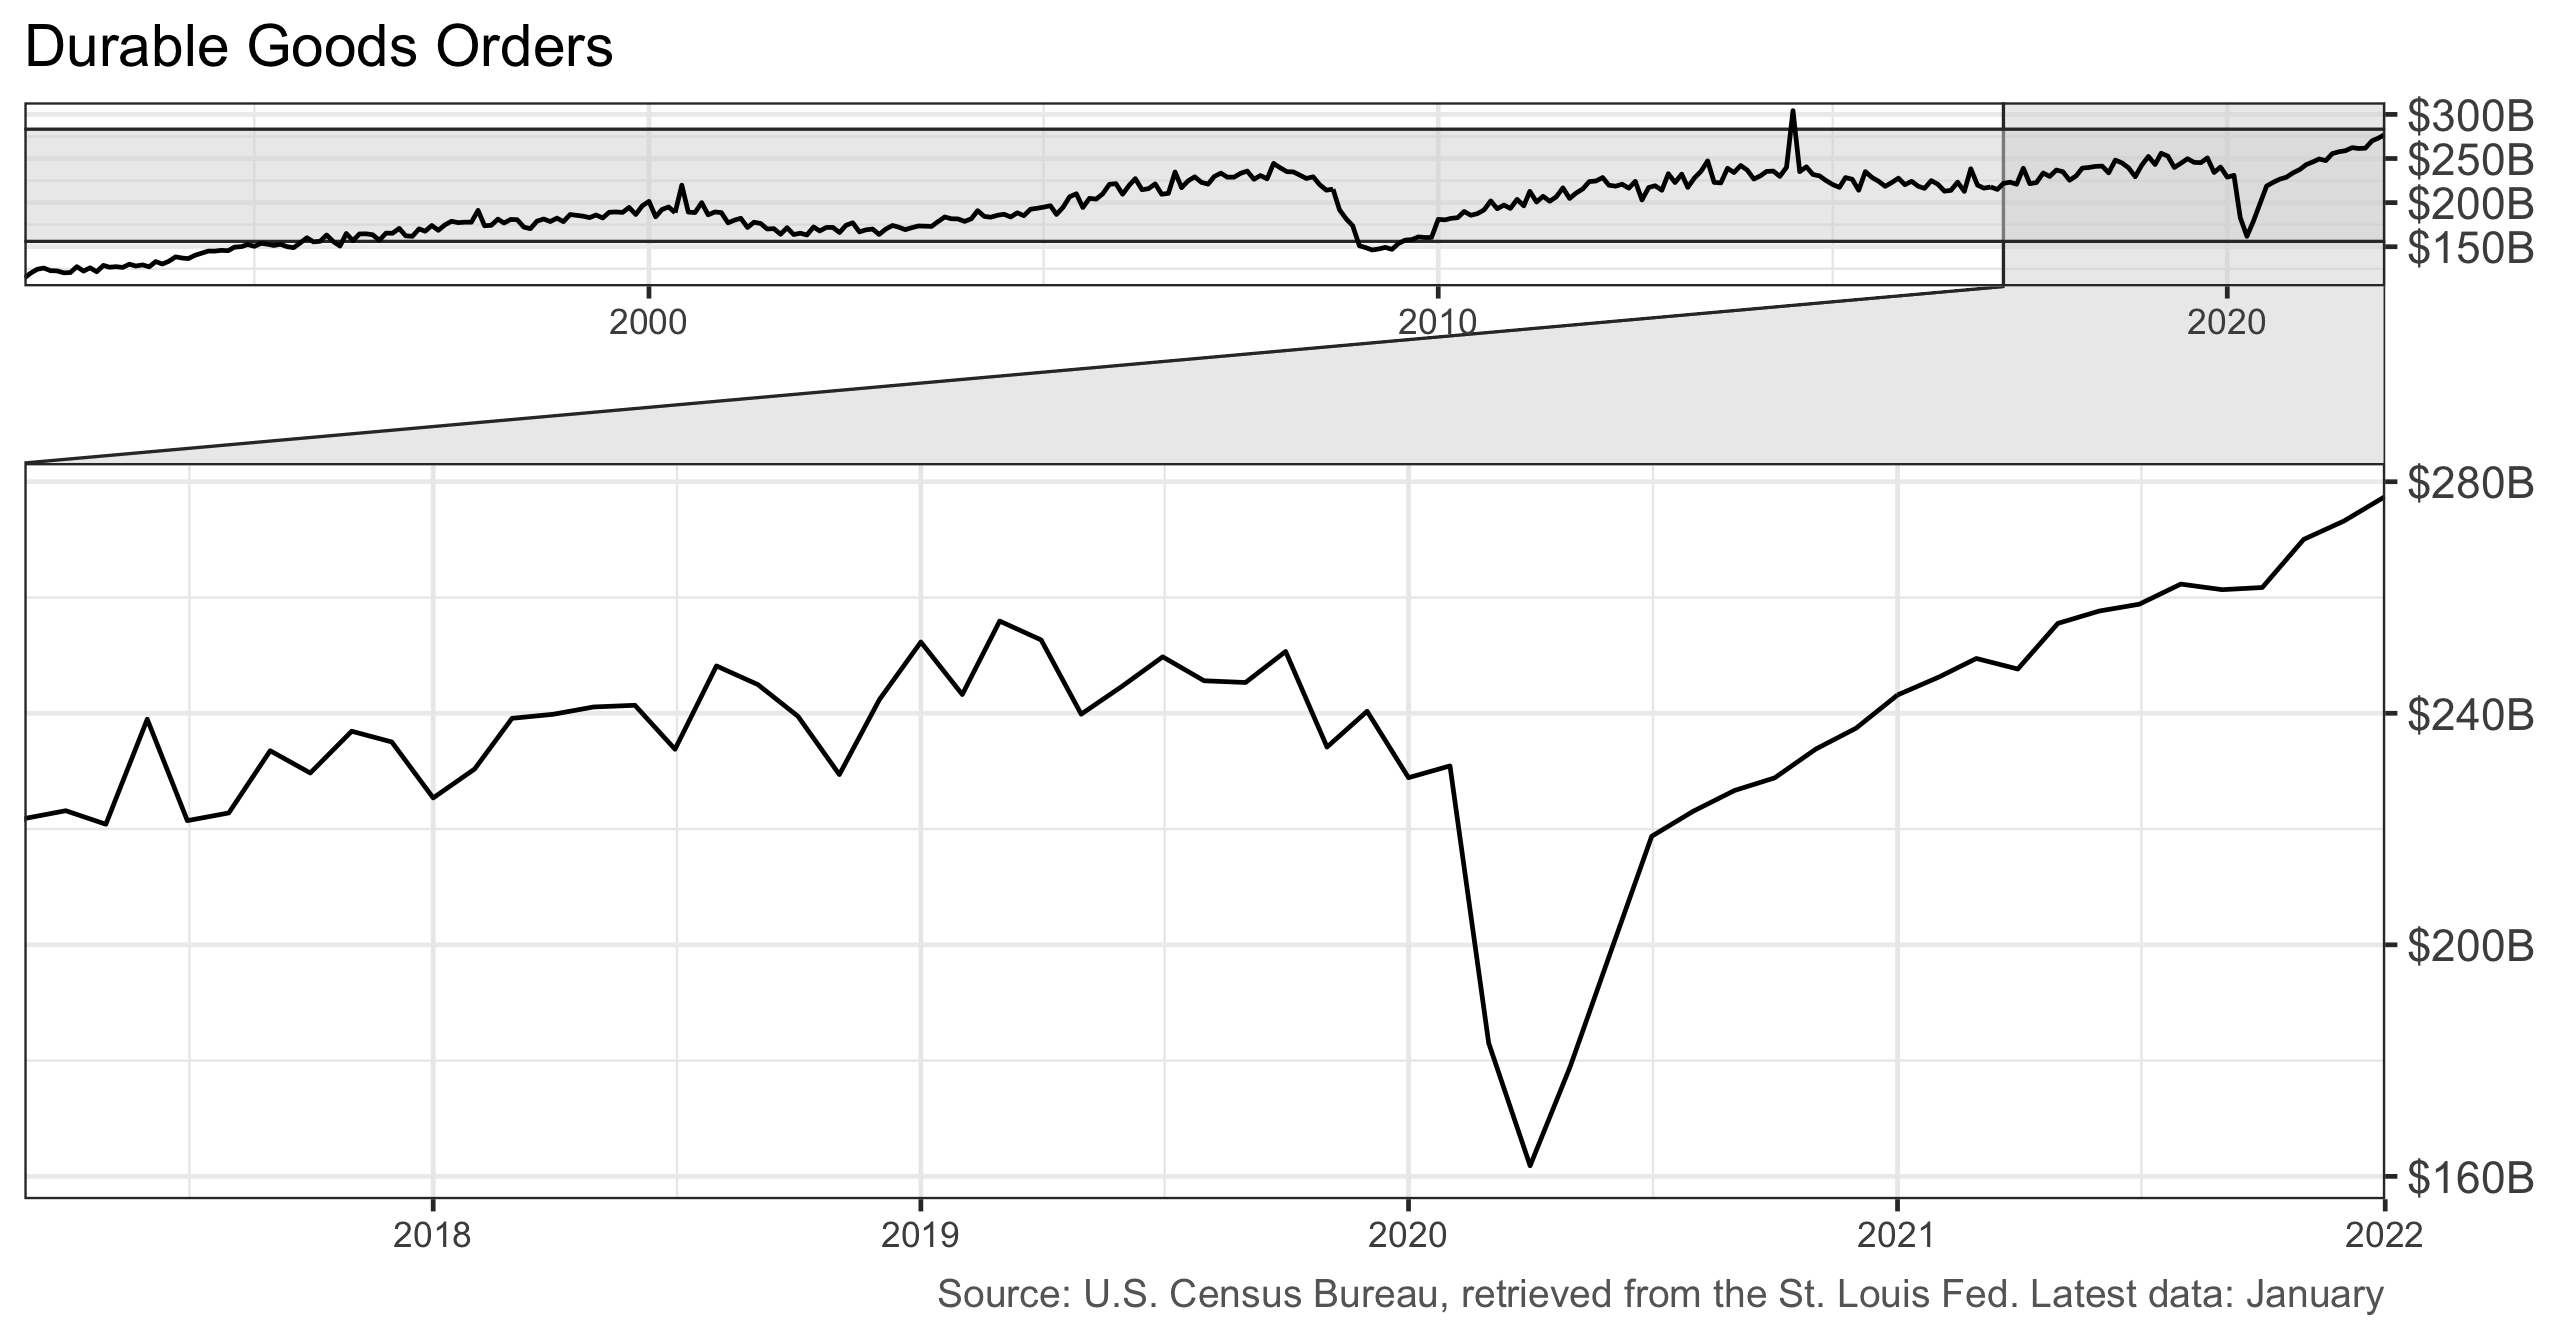 Durable Goods Orders
$300B
$250B
$200B
$150B
2000 2010 2020
$280B
$240B
$200B
$160B
2018 2019 2020 2021 2022
Source: U.S. Census Bureau, retrieved from the St. Louis Fed. Latest data: January